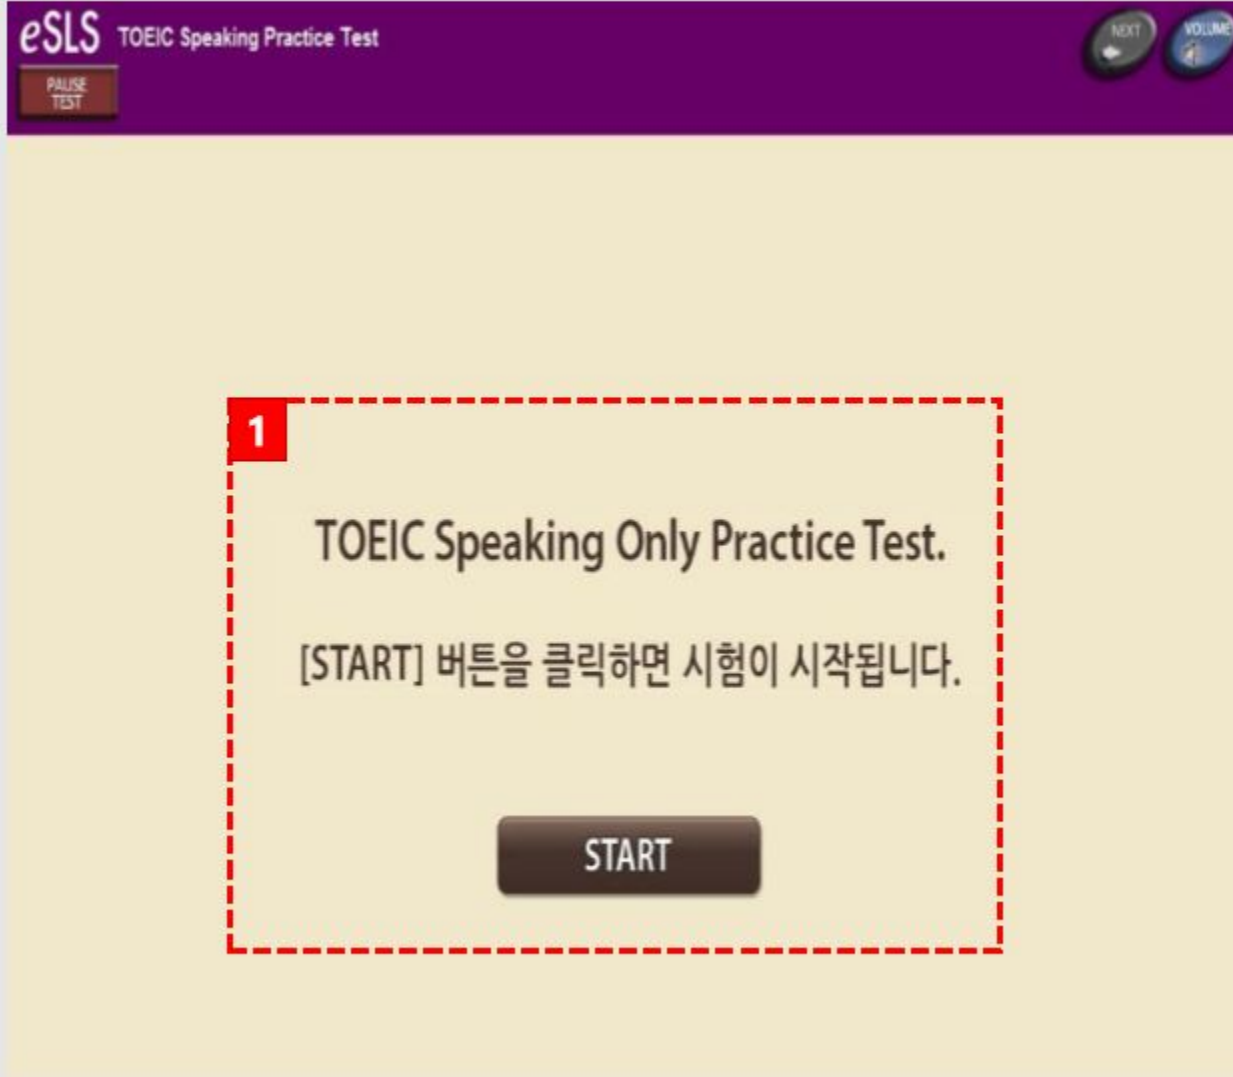 eSLS TOEIC Speaking Practice Test
NEXT
VOLUME
PAUSE
TEST
1
TOEIC Speaking Only Practice Test.
[START] 버튼을 클릭하면 시험이 시작됩니다.
START